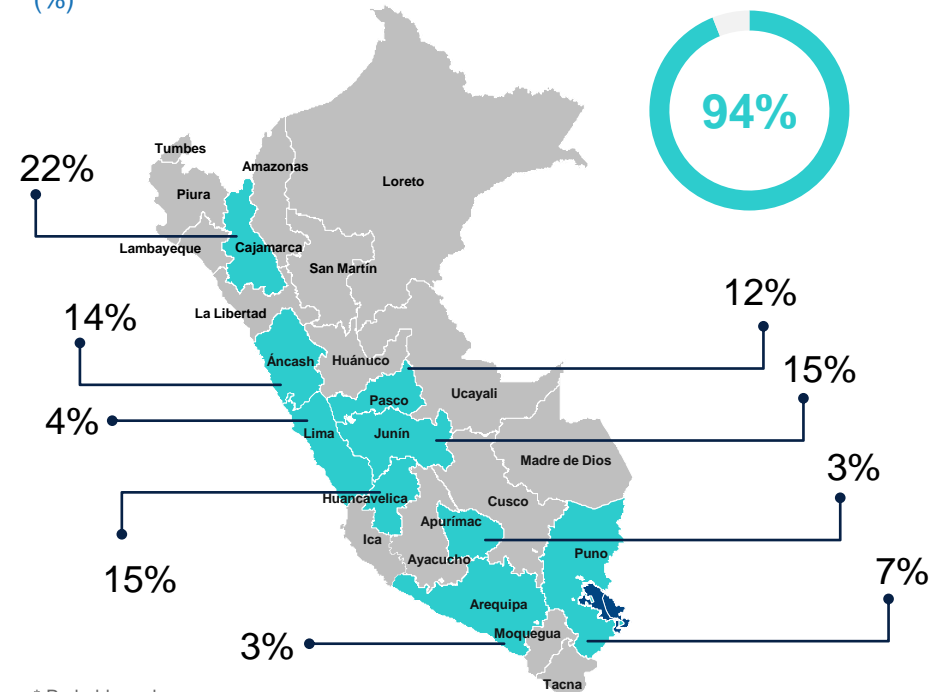 (%)
94%
Tumbes
22%
Amazonas
Loreto
Piura
Lambayeque
Cajamarca
San Martín
12%
La Libertad
14%
Áncash
Huánuco
15%
Ucayali
Pasco
4%
Lima
Junín
Madre de Dios
3%
Huancavelica
Cusco
Apurímac
Ica
Ayacucho
Puno
15%
7%
Arequipa
Moquegua
3%
Tacna